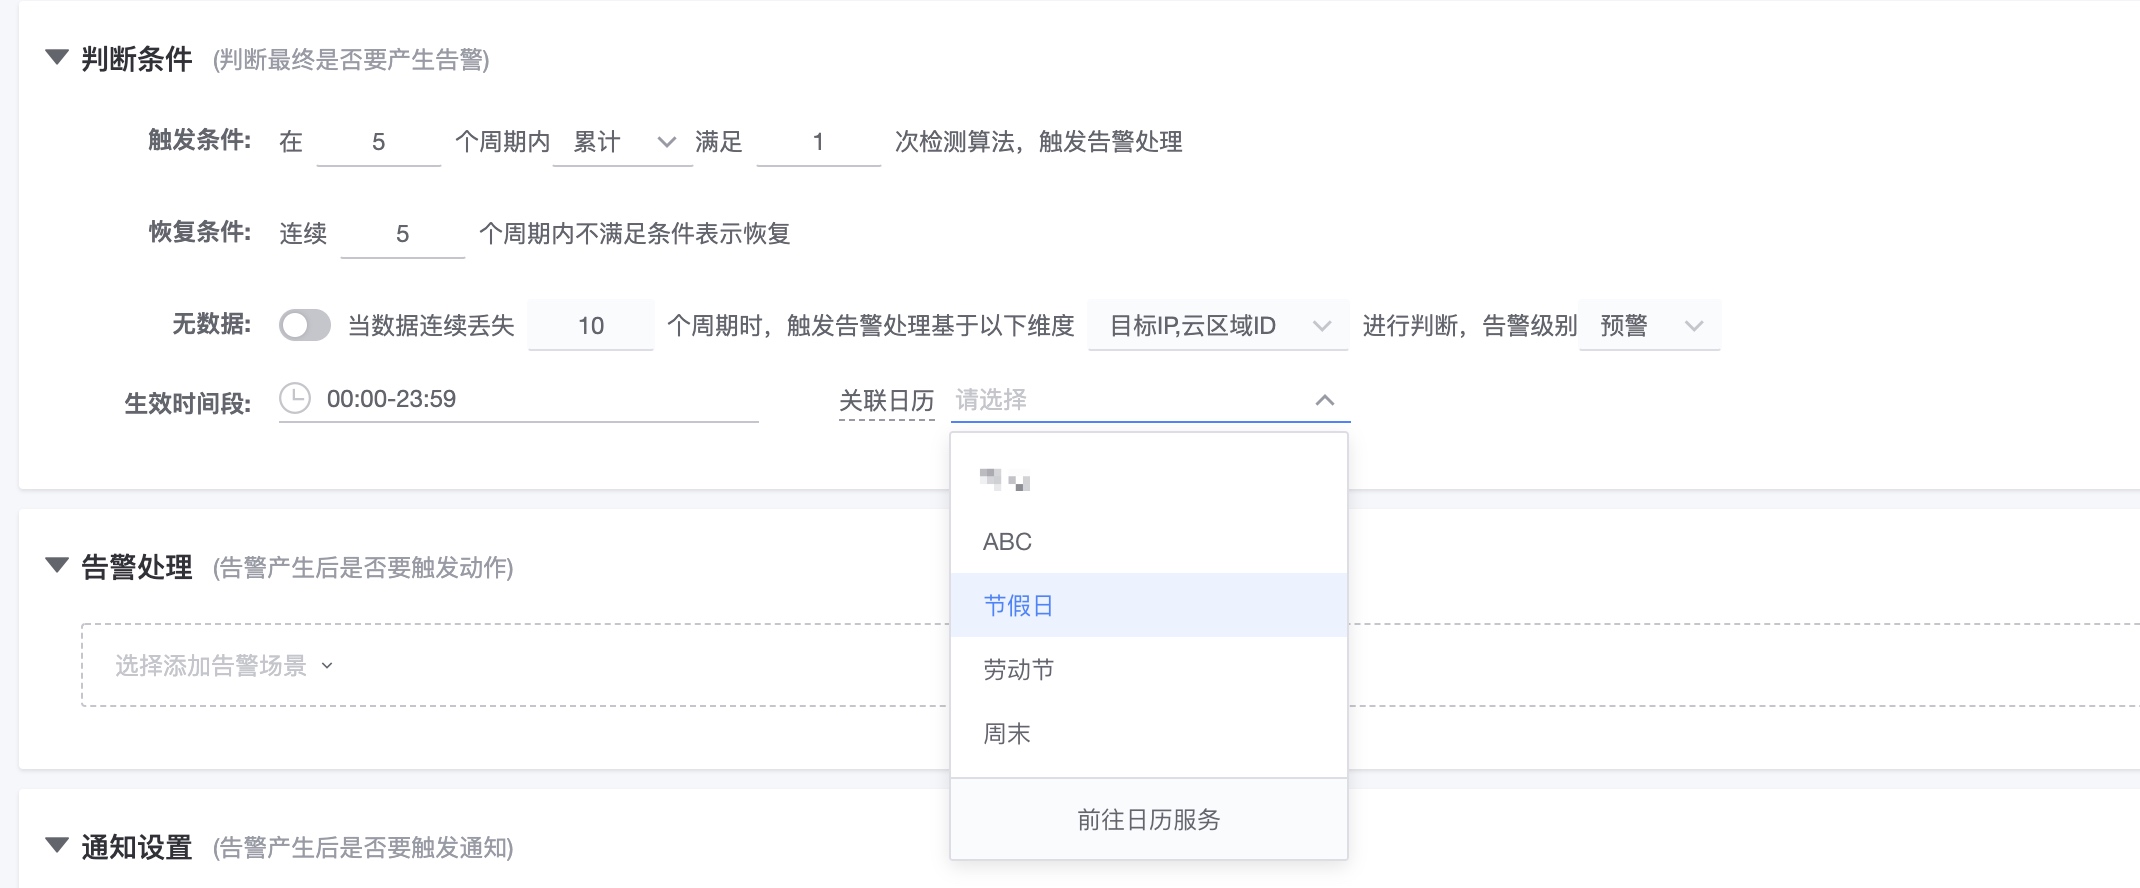 判断条件 (判断最终是否要产生告警)
触发条件: 在 5 个周期内 累计 满足 1 次检测算法，触发告警处理
恢复条件: 连续 5 个周期内不满足条件表示恢复
无数据: 当数据连续丢失 10 个周期时，触发告警处理基于以下维度 目标IP,云区域ID 进行判断，告警级别 预警
生效时间段: 00:00-23:59 关联日历 请选择
ABC
节假日
劳动节
周末
前往日历服务
告警处理 (告警产生后是否要触发动作)
选择添加告警场景
通知设置 (告警产生后是否要触发通知)